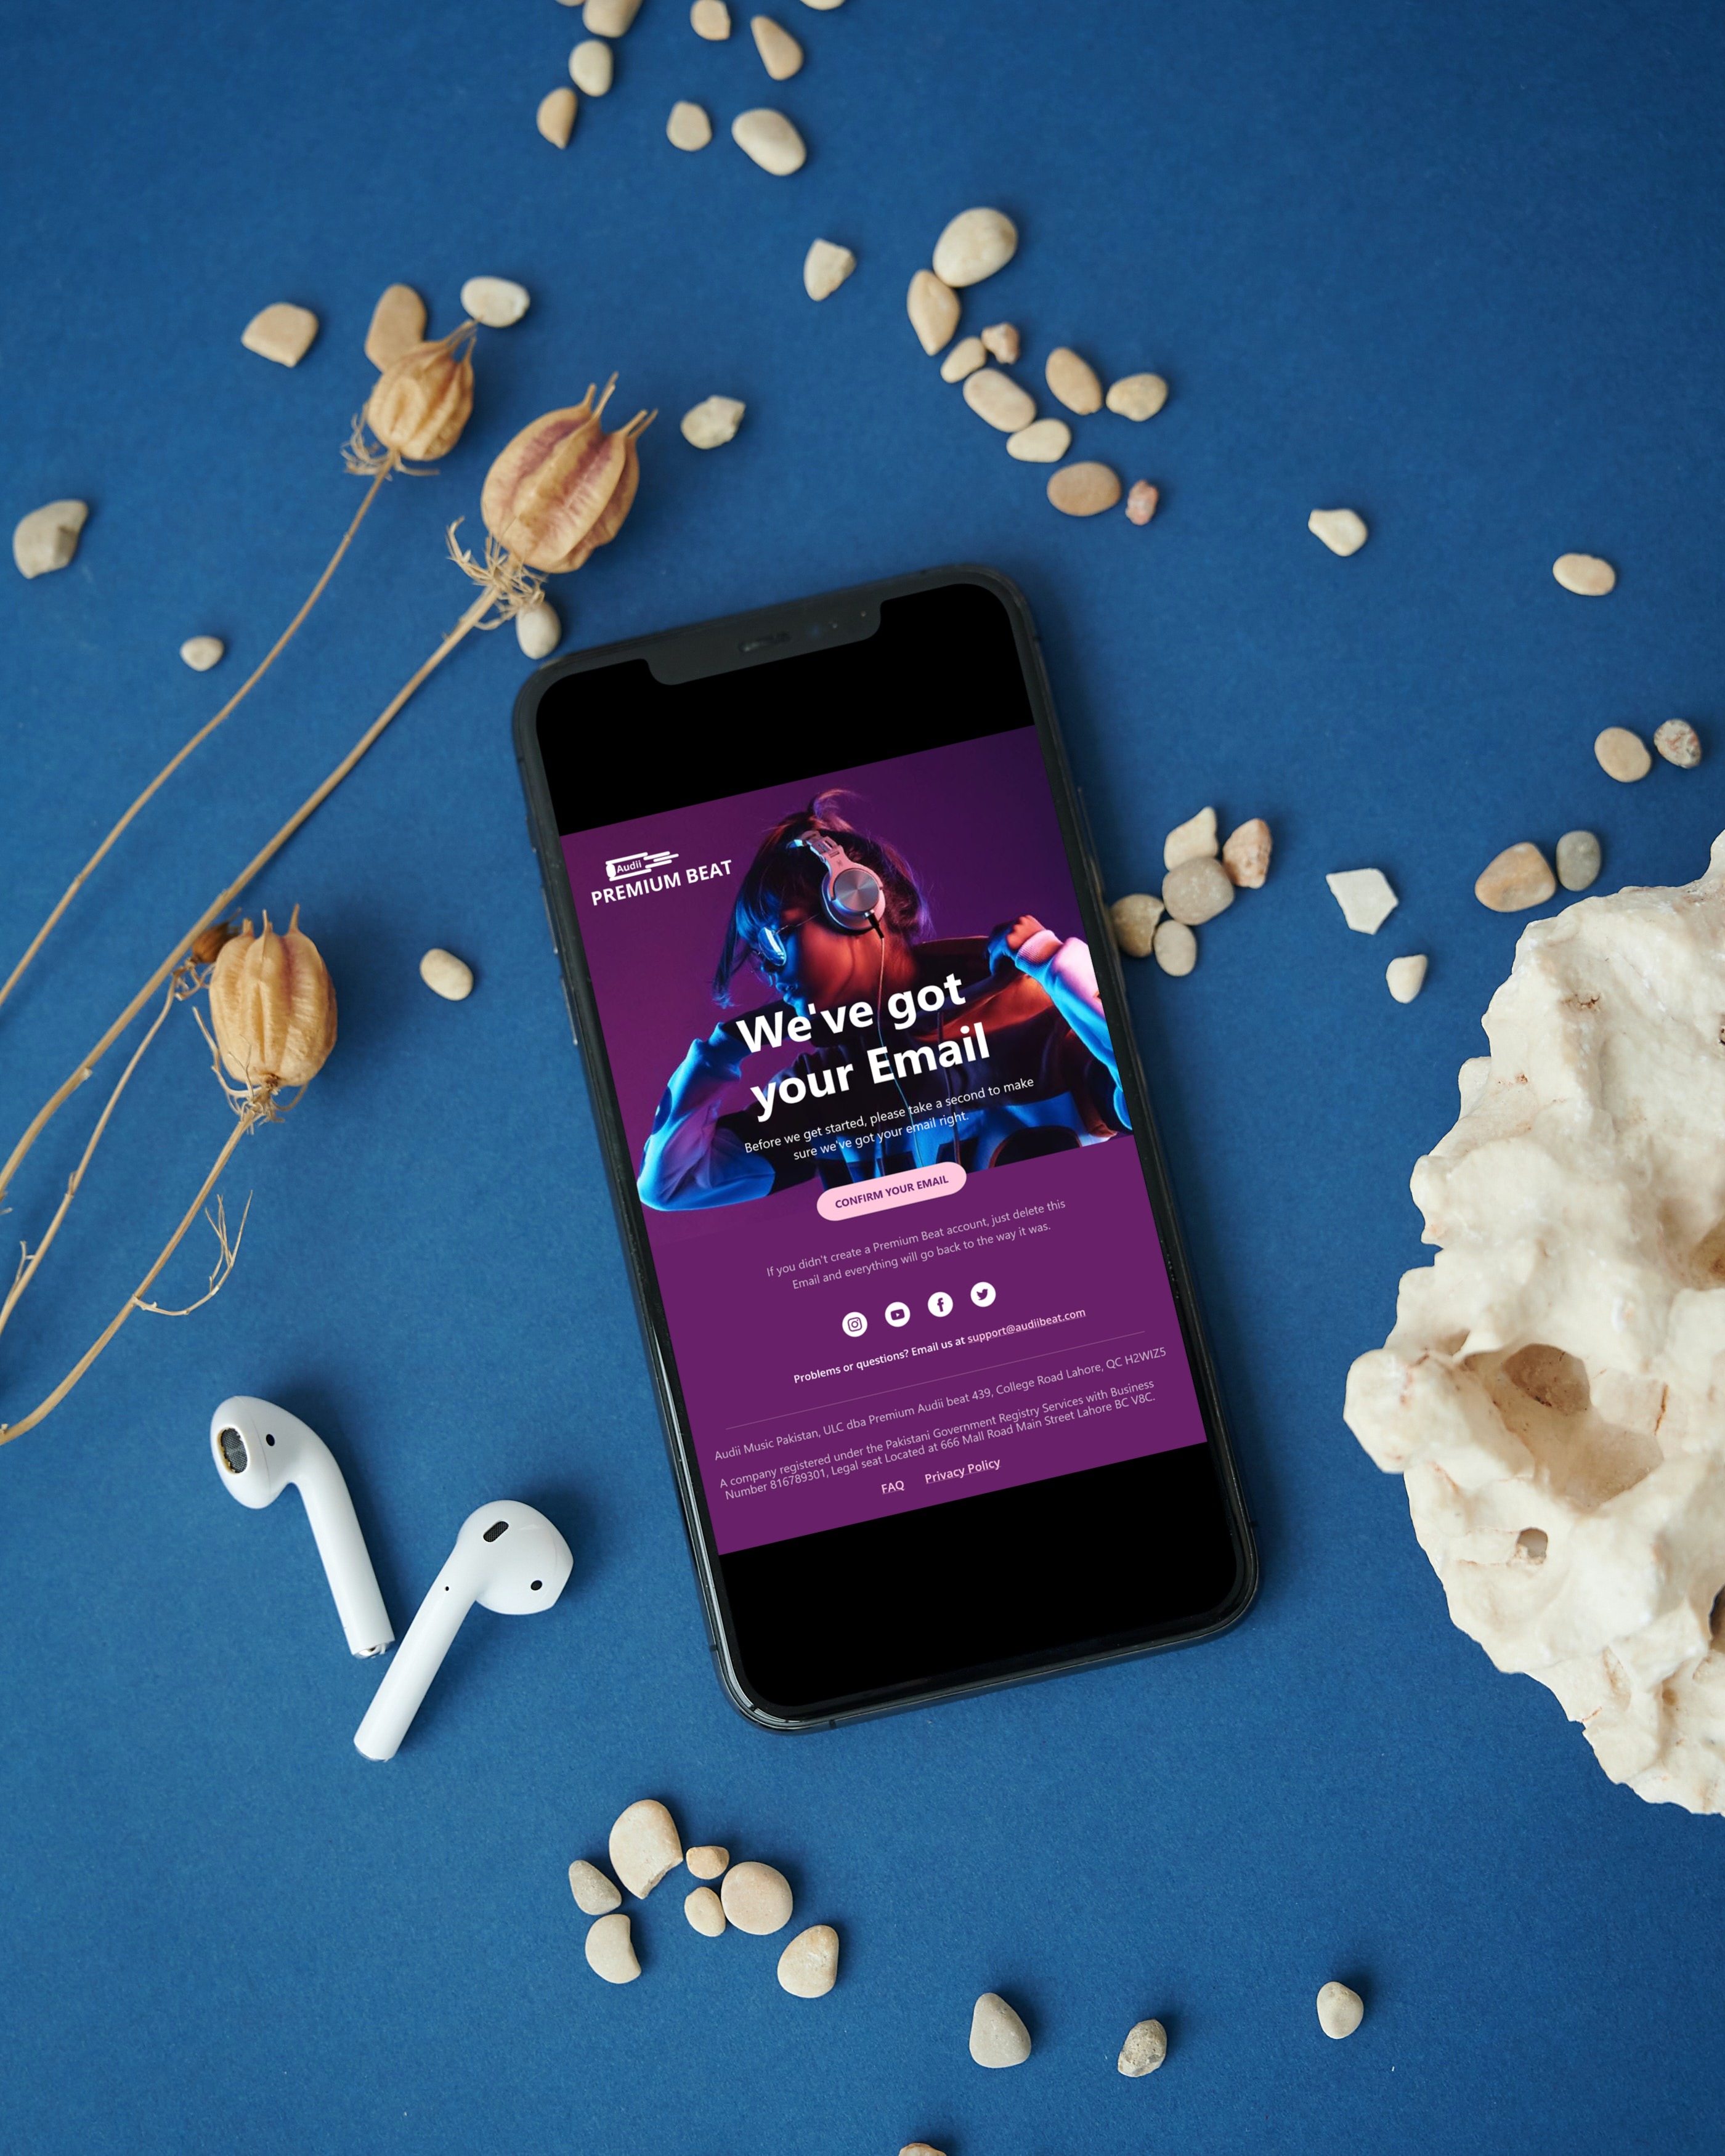 Audii
PREMIUM BEAT
We've got
your Email
Before we get started, please take a second to make
sure we've got your email right.
CONFIRM YOUR EMAIL
If you didn't create a Premium Beat account, just delete this
Email and everything will go back to the way it was.
Problems or questions? Email us at support@audiibeat.com
Audii Music Pakistan, ULC dba Premium Audii beat 439, College Road Lahore, QC H2WIZ5
A company registered under the Pakistani Government Registry Services with Business
Number 816789301, Legal seat Located at 666 Mall Road Main Street Lahore BC V8C.
FAQ Privacy Policy